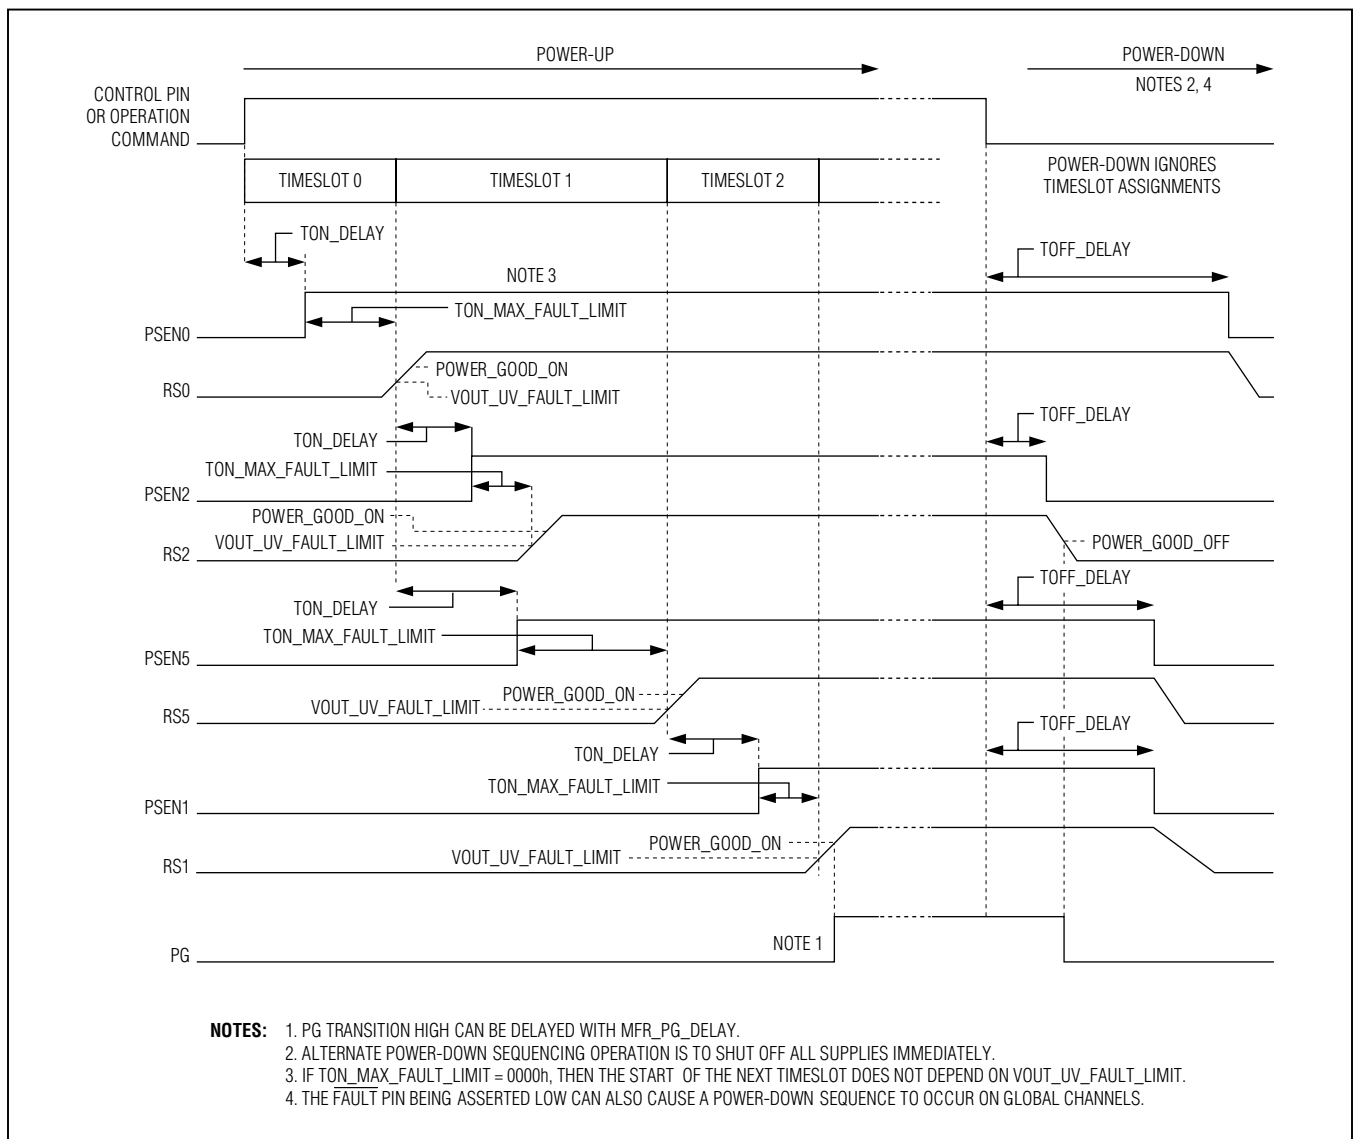 POWER-UP
POWER-DOWN
NOTES 2, 4
CONTROL PIN
OR OPERATION
COMMAND
TIMESLOT 0
TIMESLOT 1
TIMESLOT 2
POWER-DOWN IGNORES
TIMESLOT ASSIGNMENTS
TON_DELAY
TOFF_DELAY
NOTE 3
TON_MAX_FAULT_LIMIT
PSEN0
POWER_GOOD_ON
RS0
VOUT_UV_FAULT_LIMIT
TOFF_DELAY
TON_DELAY
TON_MAX_FAULT_LIMIT
PSEN2
POWER_GOOD_ON
VOUT_UV_FAULT_LIMIT
POWER_GOOD_OFF
RS2
TOFF_DELAY
TON_DELAY
TON_MAX_FAULT_LIMIT
PSEN5
POWER_GOOD_ON
VOUT_UV_FAULT_LIMIT
RS5
TOFF_DELAY
TON_DELAY
TON_MAX_FAULT_LIMIT
PSEN1
POWER_GOOD_ON
VOUT_UV_FAULT_LIMIT
RS1
NOTE 1
PG
NOTES: 1. PG TRANSITION HIGH CAN BE DELAYED WITH MFR_PG_DELAY.
2. ALTERNATE POWER-DOWN SEQUENCING OPERATION IS TO SHUT OFF ALL SUPPLIES IMMEDIATELY.
3. IF TON_MAX_FAULT_LIMIT = 0000h, THEN THE START OF THE NEXT TIMESLOT DOES NOT DEPEND ON VOUT_UV_FAULT_LIMIT.
4. THE FAULT PIN BEING ASSERTED LOW CAN ALSO CAUSE A POWER-DOWN SEQUENCE TO OCCUR ON GLOBAL CHANNELS.